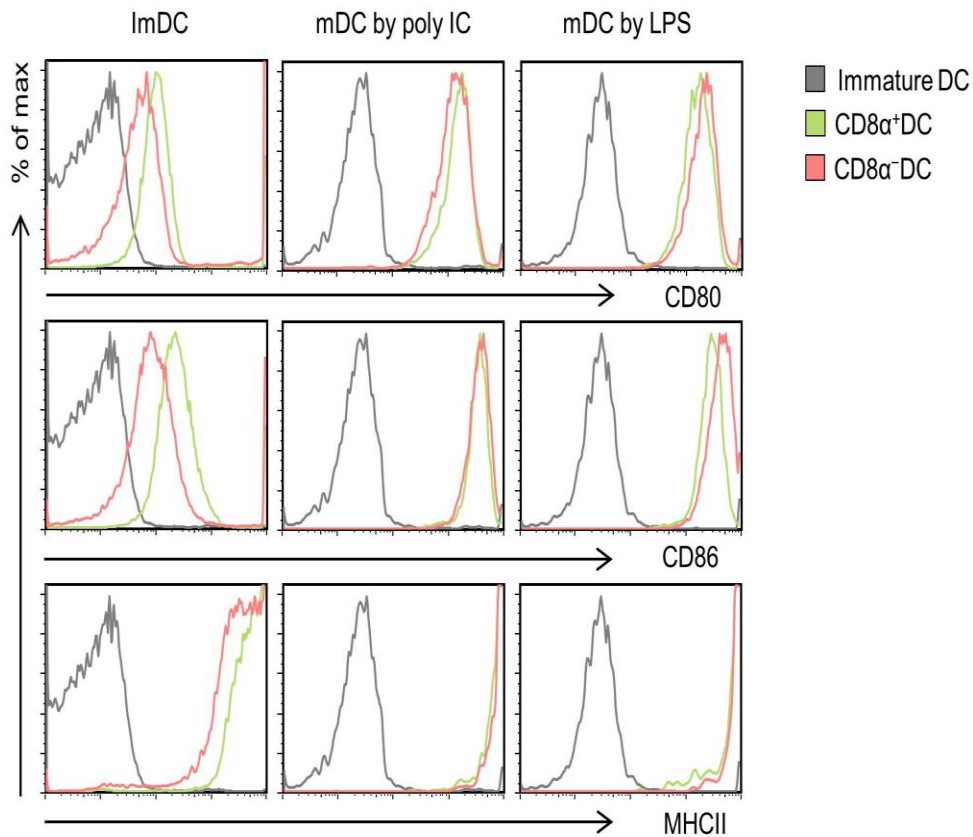 ImDC
mDC by poly IC
mDC by LPS
% of max
Immature DC
CD8α⁺DC
CD8α⁻DC
CD80
CD86
MHCII